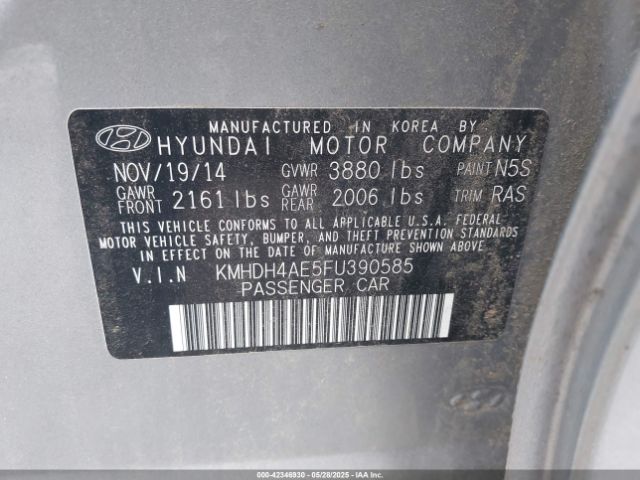 MANUFACTURED IN KOREA BY
HYUNDAI MOTOR COMPANY
NOV/19/14 GVWR 3880 lbs PAINT N5S
GAWR FRONT 2161 lbs GAWR REAR 2006 lbs TRIM RAS
THIS VEHICLE CONFORMS TO ALL APPLICABLE U.S.A. FEDERAL
MOTOR VEHICLE SAFETY, BUMPER, AND THEFT PREVENTION
STANDARDS IN EFFECT ON THE DATE OF MANUFACTURE SHOWN ABOVE
V.I.N KMHDH4AE5FU390585
PASSENGER CAR
000-42346930 05/28/2025 IAAI.COM